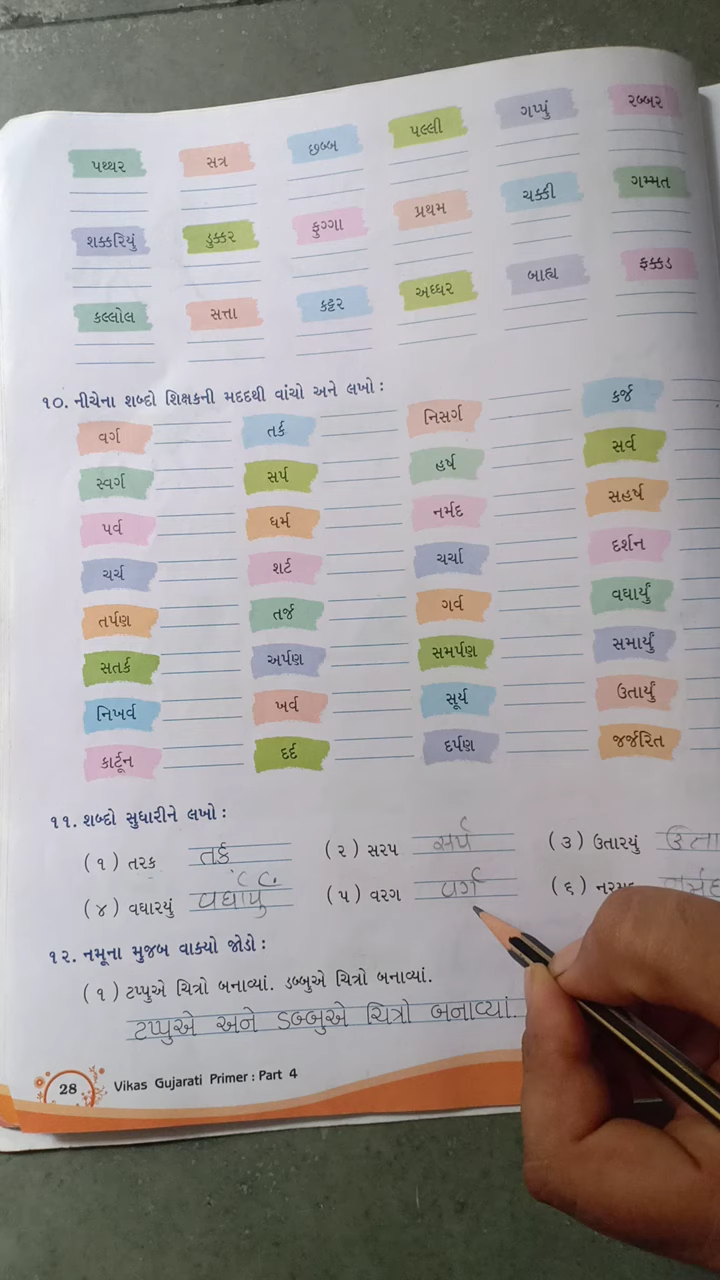 પથ્થર સત્ર છબ્બ પલ્લી ગપ્પું રબ્બર
શક્કરિયું ડુક્કર ફુગ્ગા પ્રથમ ચક્કી ગમ્મત
કલ્લોલ સત્તા કટ્ટર અધ્ધર બાહ્ય ફક્કડ
૧૦. નીચેના શબ્દો શિક્ષકની મદદથી વાંચો અને લખો :
વર્ગ તર્ક નિસર્ગ કર્જ
સ્વર્ગ સર્પ હર્ષ સર્વ
પર્વ ધર્મ નર્મદ સહર્ષ
ચર્ચ શર્ટ ચર્ચા દર્શન
તર્પણ તર્જ ગર્વ વઘાર્યું
સતર્ક અર્પણ સમર્પણ સમાર્યું
નિખર્વ ખર્વ સૂર્ય ઉતાર્યું
કાર્ટૂન દર્દ દર્પણ જર્જરિત
૧૧. શબ્દો સુધારીને લખો :
(૧) તરક તર્ક (૨) સરપ સર્પ (૩) ઉતારયું ઉતા
(૪) વઘારયું વઘાર્યું (૫) વરગ વર્ગ (૬)
૧૨. નમૂના મુજબ વાક્યો જોડો :
(૧) ટપ્પુએ ચિત્રો બનાવ્યાં. ડબ્બુએ ચિત્રો બનાવ્યાં.
ટપ્પુએ અને ડબ્બુએ ચિત્રો બનાવ્યાં.
28 Vikas Gujarati Primer : Part 4